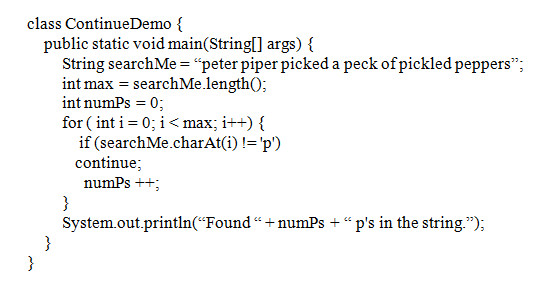 class ContinueDemo {
public static void main(String[] args) {
String searchMe = “peter piper picked a peck of pickled peppers”;
int max = searchMe.length();
int numPs = 0;
for ( int i = 0; i < max; i++) {
if (searchMe.charAt(i) != 'p')
continue;
numPs ++;
}
System.out.println(“Found “ + numPs + “ p's in the string.”);
}
}